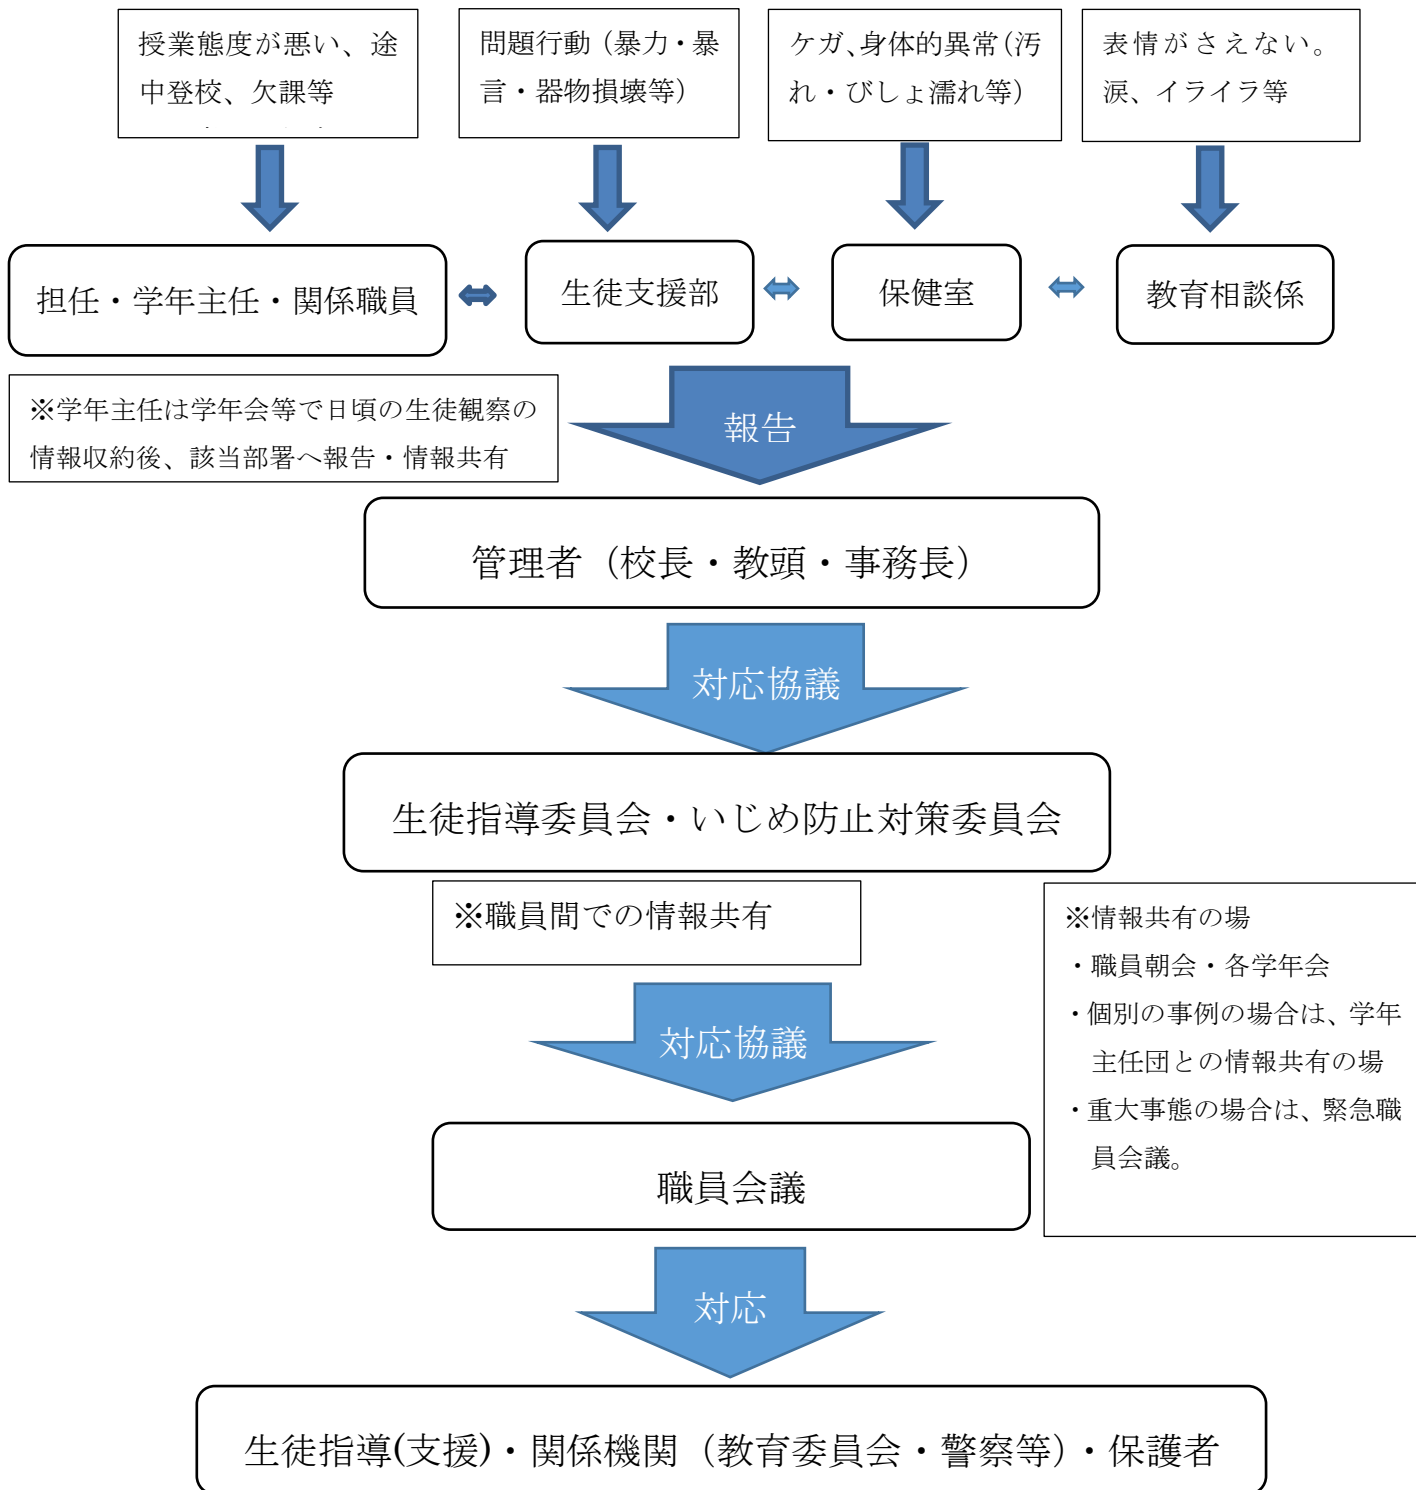 授業態度が悪い、途
中登校、欠課等
問題行動（暴力・暴
言・器物損壊等）
ケガ、身体的異常（汚
れ・びしょ濡れ等）
表情がさえない。
涙、イライラ等
担任・学年主任・関係職員
生徒支援部
保健室
教育相談係
※学年主任は学年会等で日頃の生徒観察の
情報収約後、該当部署へ報告・情報共有
報告
管理者（校長・教頭・事務長）
対応協議
生徒指導委員会・いじめ防止対策委員会
※職員間での情報共有
※情報共有の場
・職員朝会・各学年会
・個別の事例の場合は、学年
主任団との情報共有の場
・重大事態の場合は、緊急職
員会議。
対応協議
職員会議
対応
生徒指導(支援)・関係機関（教育委員会・警察等）・保護者